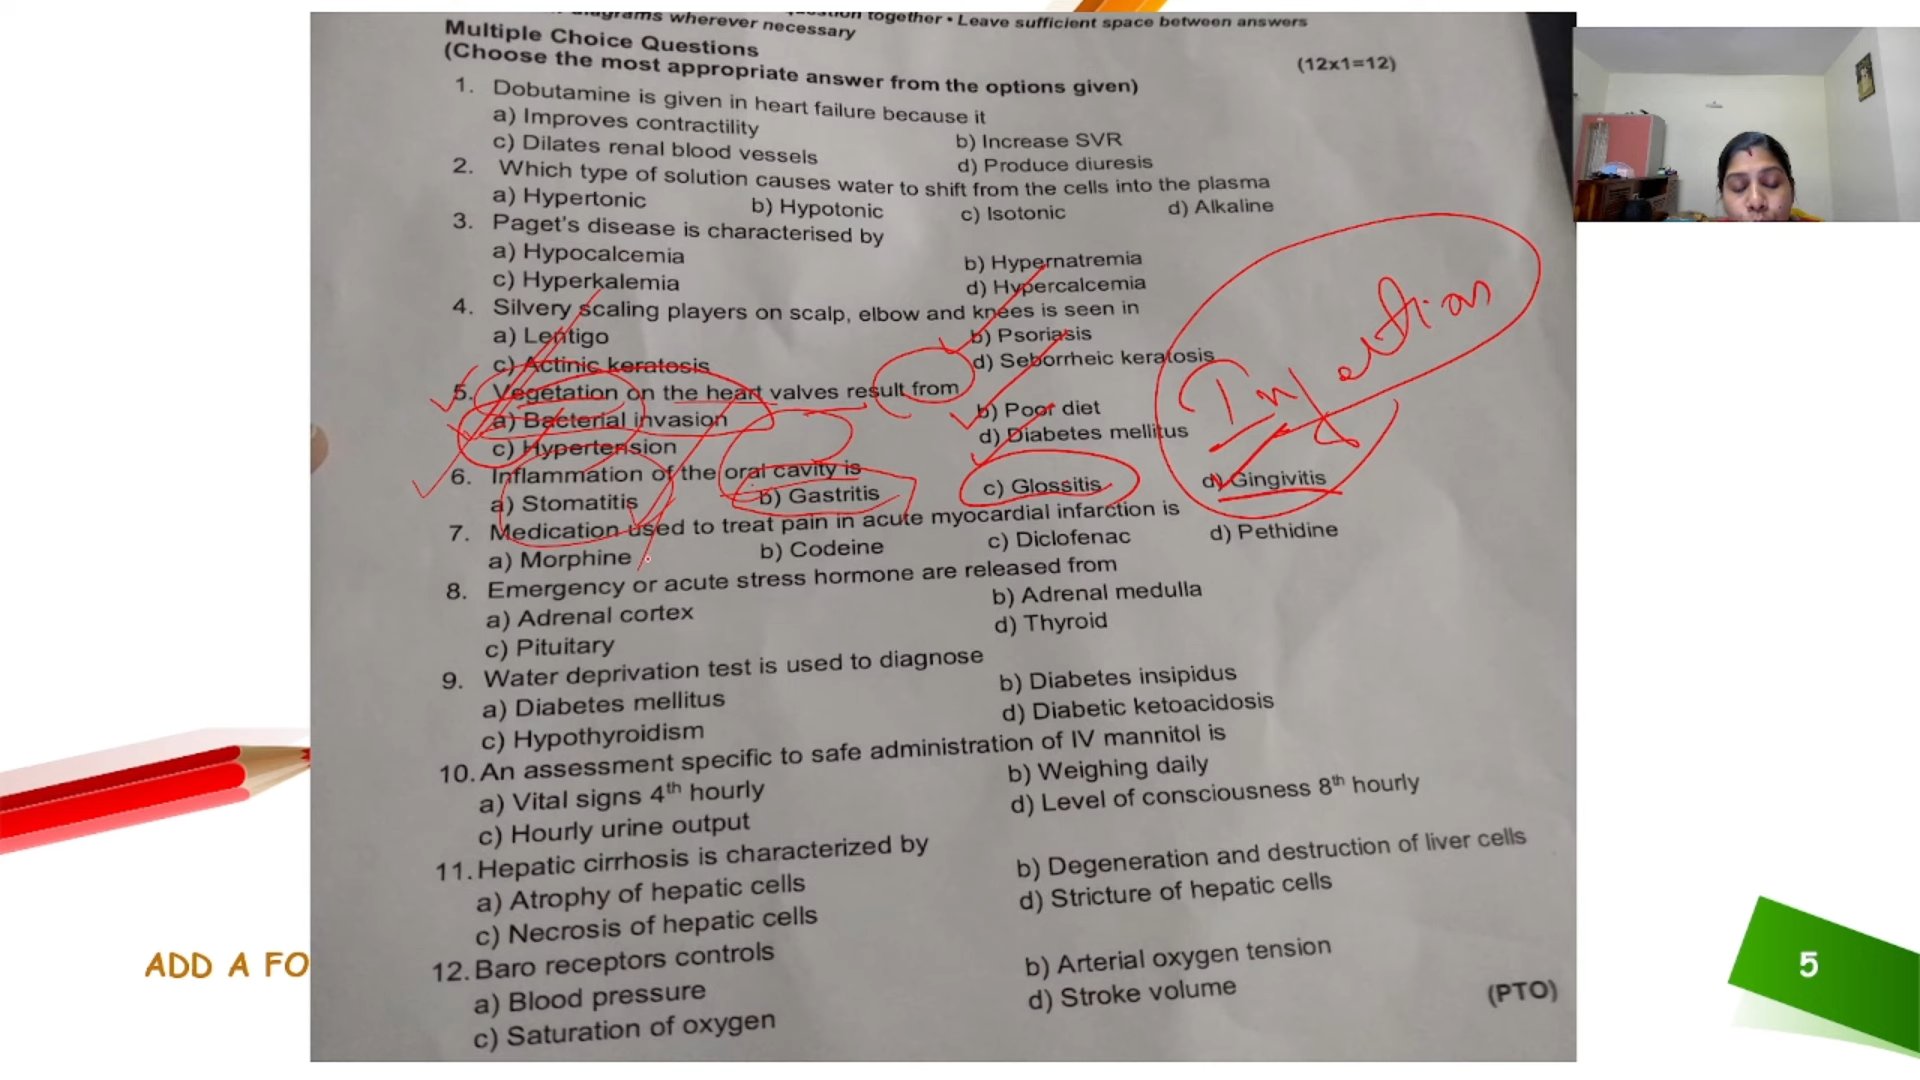 diagrams wherever necessary
together • Leave sufficient space between answers
Multiple Choice Questions
(Choose the most appropriate answer from the options given)
(12x1=12)
1. Dobutamine is given in heart failure because it
a) Improves contractility
b) Increase SVR
c) Dilates renal blood vessels
d) Produce diuresis
2. Which type of solution causes water to shift from the cells into the plasma
a) Hypertonic b) Hypotonic c) Isotonic d) Alkaline
3. Paget's disease is characterised by
a) Hypocalcemia b) Hypernatremia
c) Hyperkalemia d) Hypercalcemia
4. Silvery scaling players on scalp, elbow and knees is seen in
a) Lentigo b) Psoriasis
c) Actinic keratosis d) Seborrheic keratosis
5. Vegetation on the heart valves result from
a) Bacterial invasion b) Poor diet
c) Hypertension d) Diabetes mellitus
6. Inflammation of the oral cavity is
a) Stomatitis b) Gastritis c) Glossitis d) Gingivitis
7. Medication used to treat pain in acute myocardial infarction is
a) Morphine b) Codeine c) Diclofenac d) Pethidine
8. Emergency or acute stress hormone are released from
a) Adrenal cortex b) Adrenal medulla
c) Pituitary d) Thyroid
9. Water deprivation test is used to diagnose
a) Diabetes mellitus b) Diabetes insipidus
c) Hypothyroidism d) Diabetic ketoacidosis
10. An assessment specific to safe administration of IV mannitol is
a) Vital signs 4th hourly b) Weighing daily
c) Hourly urine output d) Level of consciousness 8th hourly
11. Hepatic cirrhosis is characterized by
a) Atrophy of hepatic cells b) Degeneration and destruction of liver cells
c) Necrosis of hepatic cells d) Stricture of hepatic cells
12. Baro receptors controls
a) Blood pressure b) Arterial oxygen tension
c) Saturation of oxygen d) Stroke volume
(PTO)
ADD A FO
5